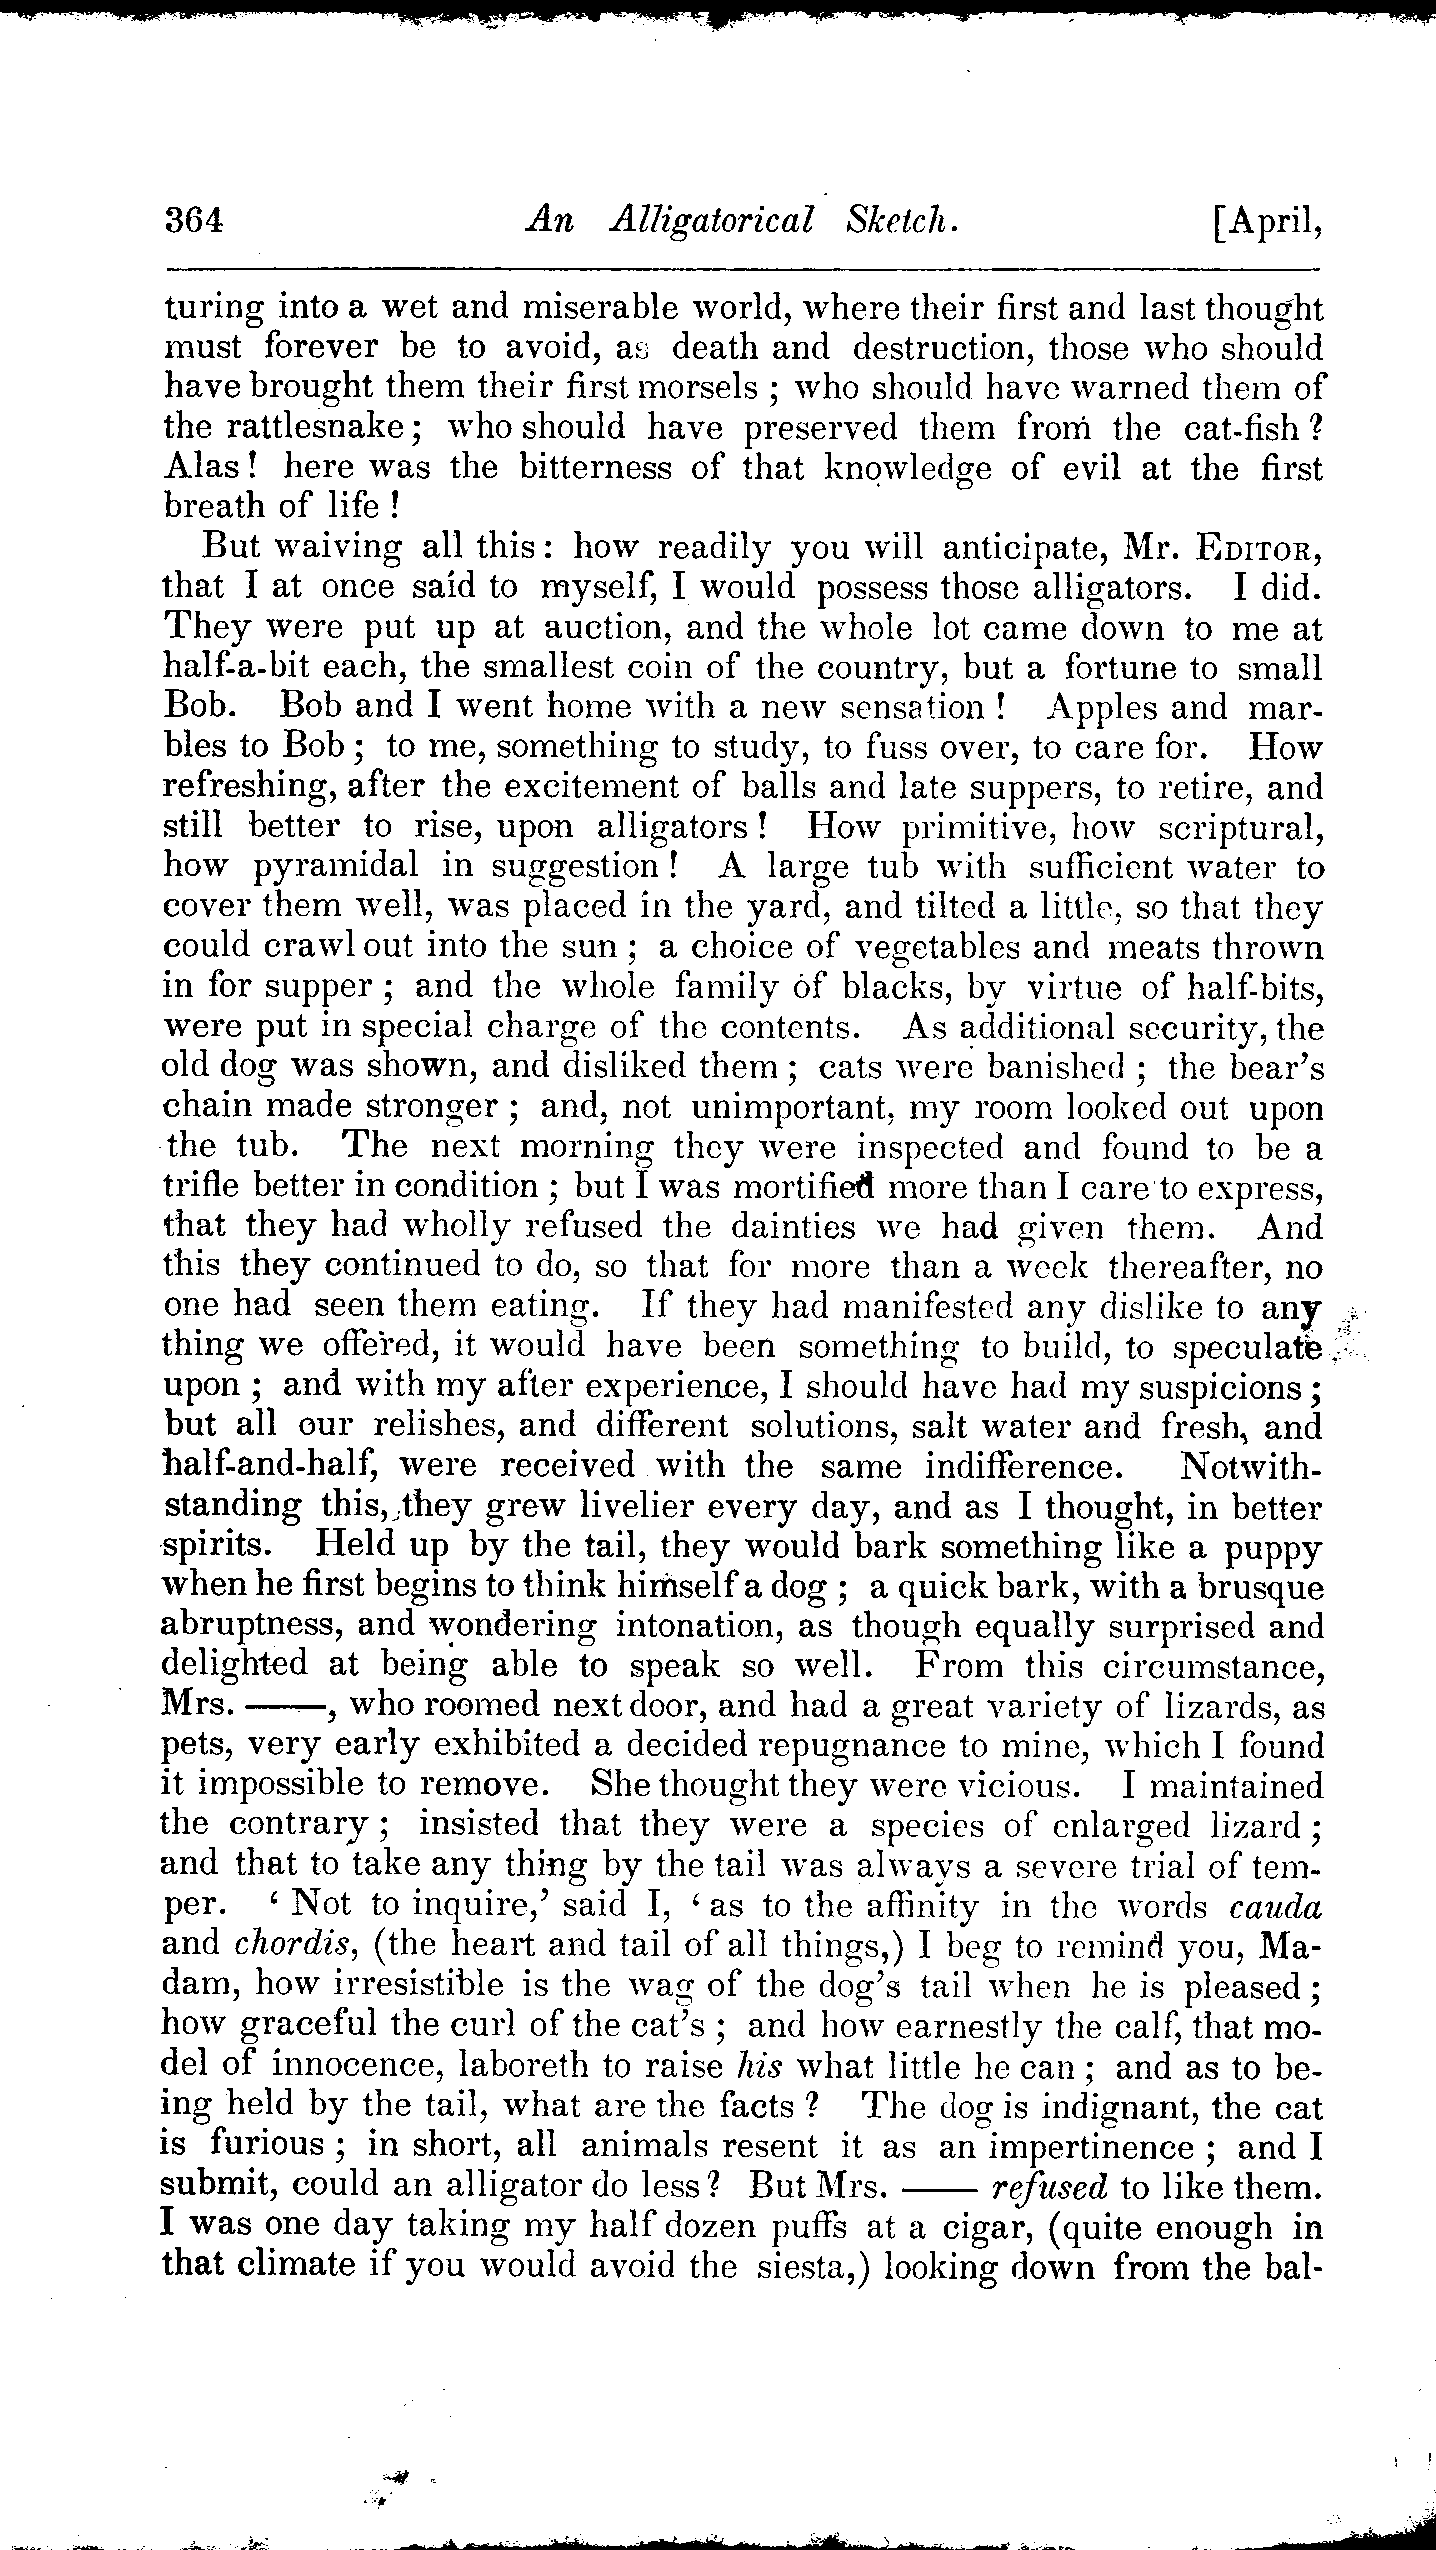 364 An Alligatorical Sketch. [April,
turing into a wet and miserable world, where their first and last thought
must forever be to avoid, as death and destruction, those who should
have brought them their first morsels ; who should have warned them of
the rattlesnake ; who should have preserved them from the cat-fish ?
Alas ! here was the bitterness of that knowledge of evil at the first
breath of life !
But waiving all this : how readily you will anticipate, Mr. EDITOR,
that I at once said to myself, I would possess those alligators. I did.
They were put up at auction, and the whole lot came down to me at
half-a-bit each, the smallest coin of the country, but a fortune to small
Bob. Bob and I went home with a new sensation ! Apples and mar-
bles to Bob ; to me, something to study, to fuss over, to care for. How
refreshing, after the excitement of balls and late suppers, to retire, and
still better to rise, upon alligators ! How primitive, how scriptural,
how pyramidal in suggestion ! A large tub with sufficient water to
cover them well, was placed in the yard, and tilted a little, so that they
could crawl out into the sun ; a choice of vegetables and meats thrown
in for supper ; and the whole family of blacks, by virtue of half-bits,
were put in special charge of the contents. As additional security, the
old dog was shown, and disliked them ; cats were banished ; the bear's
chain made stronger ; and, not unimportant, my room looked out upon
the tub. The next morning they were inspected and found to be a
trifle better in condition ; but I was mortified more than I care to express,
that they had wholly refused the dainties we had given them. And
this they continued to do, so that for more than a week thereafter, no
one had seen them eating. If they had manifested any dislike to any
thing we offered, it would have been something to build, to speculate
upon ; and with my after experience, I should have had my suspicions ;
but all our relishes, and different solutions, salt water and fresh, and
half-and-half, were received with the same indifference. Notwith-
standing this, they grew livelier every day, and as I thought, in better
spirits. Held up by the tail, they would bark something like a puppy
when he first begins to think himself a dog ; a quick bark, with a brusque
abruptness, and wondering intonation, as though equally surprised and
delighted at being able to speak so well. From this circumstance,
Mrs. ——, who roomed next door, and had a great variety of lizards, as
pets, very early exhibited a decided repugnance to mine, which I found
it impossible to remove. She thought they were vicious. I maintained
the contrary ; insisted that they were a species of enlarged lizard ;
and that to take any thing by the tail was always a severe trial of tem-
per. ‘ Not to inquire,’ said I, ‘ as to the affinity in the words cauda
and chordis, (the heart and tail of all things,) I beg to remind you, Ma-
dam, how irresistible is the wag of the dog's tail when he is pleased ;
how graceful the curl of the cat's ; and how earnestly the calf, that mo-
del of innocence, laboreth to raise his what little he can ; and as to be-
ing held by the tail, what are the facts ? The dog is indignant, the cat
is furious ; in short, all animals resent it as an impertinence ; and I
submit, could an alligator do less ? But Mrs. —— refused to like them.
I was one day taking my half dozen puffs at a cigar, (quite enough in
that climate if you would avoid the siesta,) looking down from the bal-